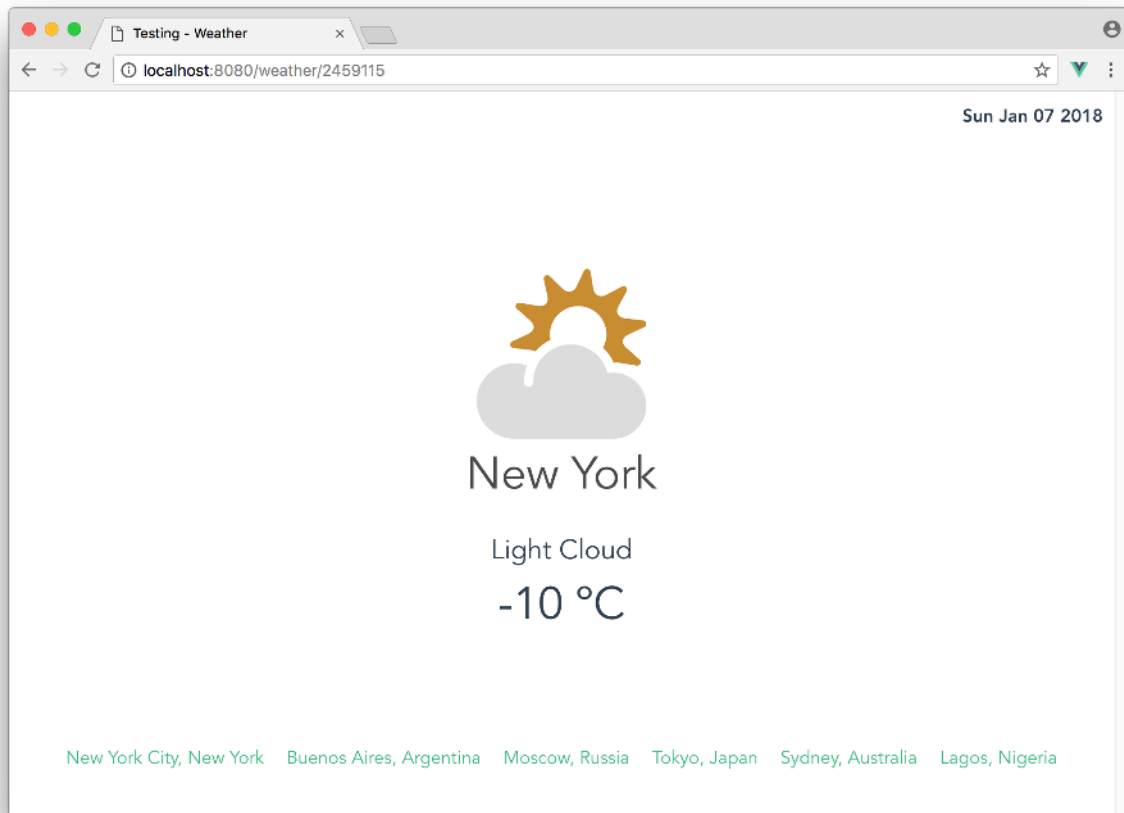 Testing - Weather
localhost:8080/weather/2459115
Sun Jan 07 2018
New York
Light Cloud
-10 °C
New York City, New York Buenos Aires, Argentina Moscow, Russia Tokyo, Japan Sydney, Australia Lagos, Nigeria